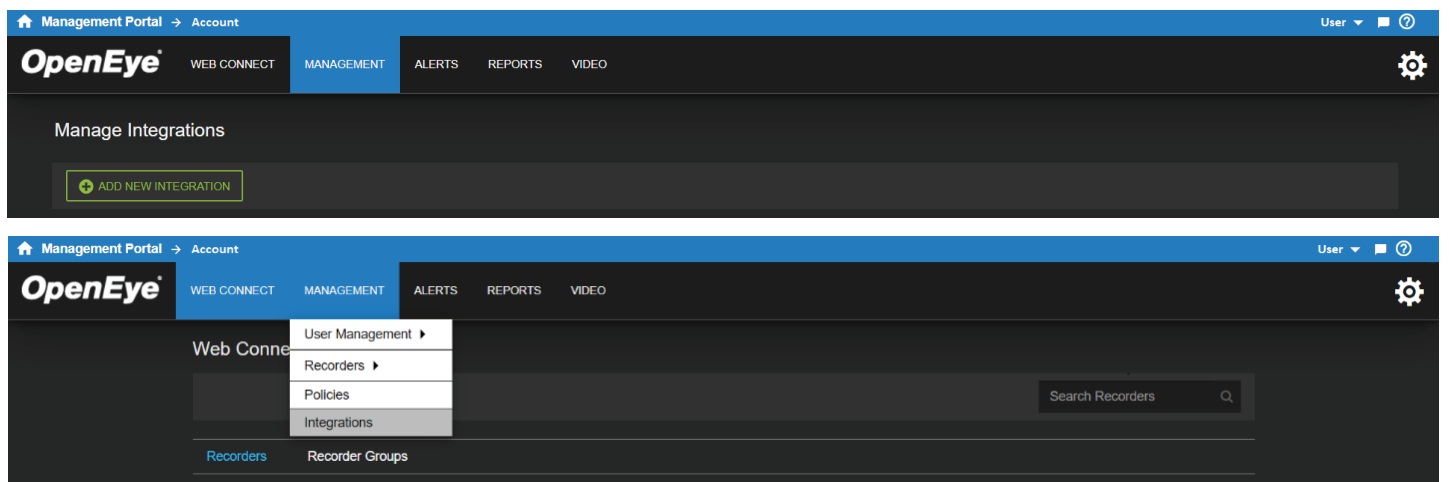 Management Portal → Account User
OpenEye WEB CONNECT MANAGEMENT ALERTS REPORTS VIDEO
Manage Integrations
ADD NEW INTEGRATION
Management Portal → Account User
OpenEye WEB CONNECT MANAGEMENT ALERTS REPORTS VIDEO
User Management
Web Conne
Recorders
Policies
Search Recorders
Integrations
Recorders Recorder Groups